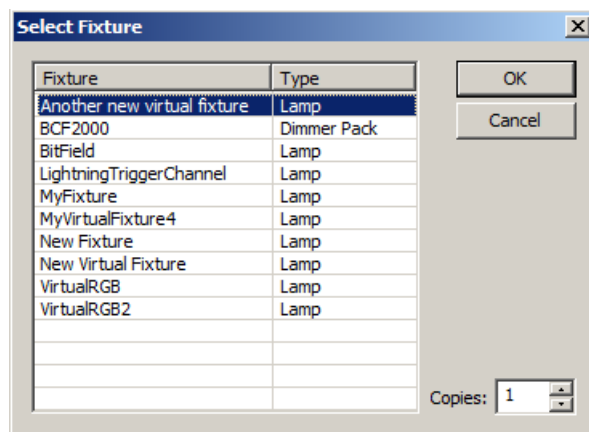 Select Fixture
Fixture Type
Another new virtual fixture Lamp
BCF2000 Dimmer Pack
BitField Lamp
LightningTriggerChannel Lamp
MyFixture Lamp
MyVirtualFixture4 Lamp
New Fixture Lamp
New Virtual Fixture Lamp
VirtualRGB Lamp
VirtualRGB2 Lamp
OK
Cancel
Copies: 1